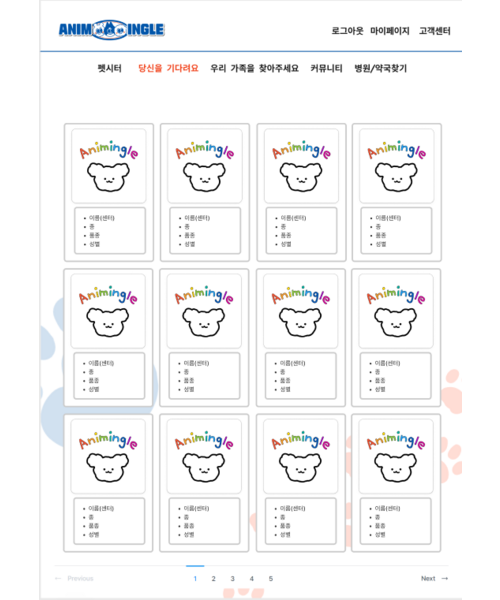 ANIM INGLE
로그아웃 마이페이지 고객센터
펫시터 당신을 기다려요 우리 가족을 찾아주세요 커뮤니티 병원/약국찾기
Animingle Animingle Animingle Animingle
• 이름(센터) • 이름(센터) • 이름(센터) • 이름(센터)
• 종 • 종 • 종 • 종
• 품종 • 품종 • 품종 • 품종
• 성별 • 성별 • 성별 • 성별
Animingle Animingle Animingle Animingle
• 이름(센터) • 이름(센터) • 이름(센터) • 이름(센터)
• 종 • 종 • 종 • 종
• 품종 • 품종 • 품종 • 품종
• 성별 • 성별 • 성별 • 성별
Animingle Animingle Animingle Animingle
• 이름(센터) • 이름(센터) • 이름(센터) • 이름(센터)
• 종 • 종 • 종 • 종
• 품종 • 품종 • 품종 • 품종
• 성별 • 성별 • 성별 • 성별
← Previous 1 2 3 4 5 Next →